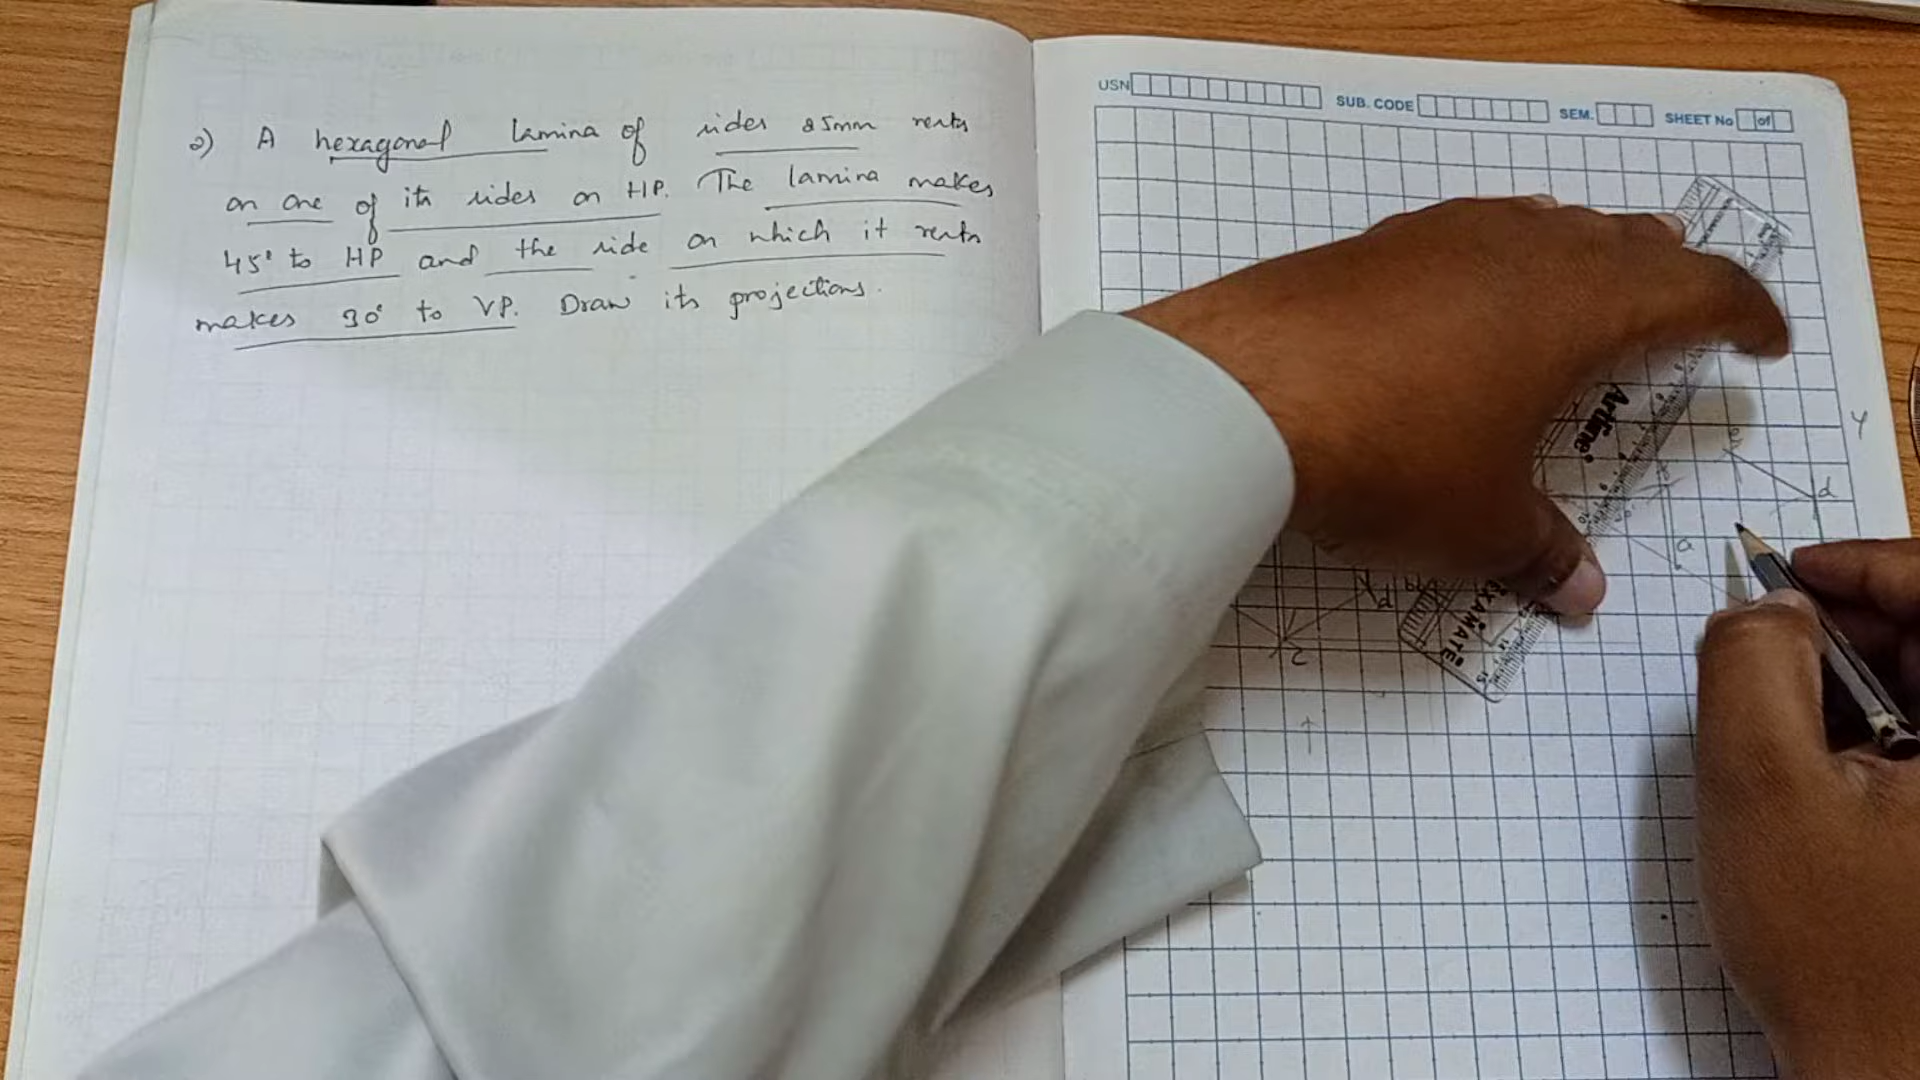 2) A hexagonal lamina of sides 25mm rests
on one of its sides on HP. The lamina makes
45° to HP and the side on which it rests
makes 30° to VP. Draw its projections.
USN
SUB. CODE
SEM.
SHEET No of
Artline
EXAMATE
Y
e
d
a
d
c